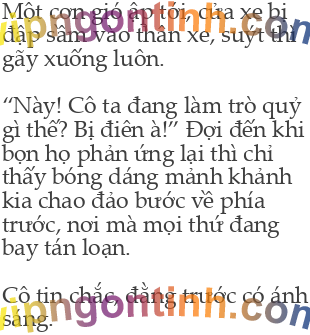 Một cơn gió ập tới, cửa xe bị
đập sầm vào thân xe, suýt thì
gãy xuống luôn.
“Này! Cô ta đang làm trò quỷ
gì thế? Bị điên à!” Đợi đến khi
bọn họ phản ứng lại thì chỉ
thấy bóng dáng mảnh khảnh
kia chao đảo bước về phía
trước, nơi mà mọi thứ đang
bay tán loạn.
Cô tin chắc, đằng trước có ánh
sáng.
vipngontinh.com
vipngontinh.com